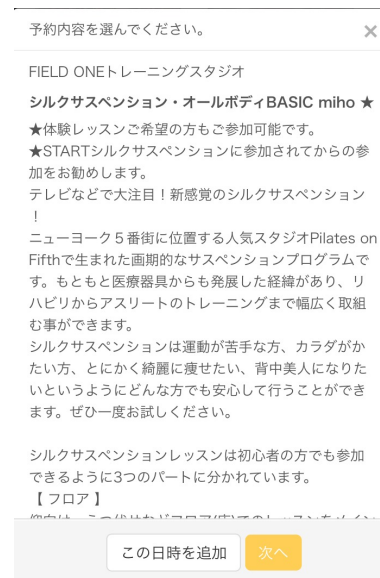 予約内容を選んでください。
×
FIELD ONEトレーニングスタジオ
シルクサスペンション・オールボディBASIC miho ★
★体験レッスンご希望の方もご参加可能です。
★STARTシルクサスペンションに参加されてからの参
加をお勧めします。
テレビなどで大注目！新感覚のシルクサスペンション
！
ニューヨーク５番街に位置する人気スタジオPilates on
Fifthで生まれた画期的なサスペンションプログラムで
す。もともと医療器具からも発展した経緯があり、リ
ハビリからアスリートのトレーニングまで幅広く取組
む事ができます。
シルクサスペンションは運動が苦手な方、カラダがか
たい方、とにかく綺麗に痩せたい、背中美人になりた
いというようにどんな方でも安心して行うことができ
ます。ぜひ一度お試しください。
シルクサスペンションレッスンは初心者の方でも参加
できるように3つのパートに分かれています。
【 フロア 】
この日時を追加 次へ